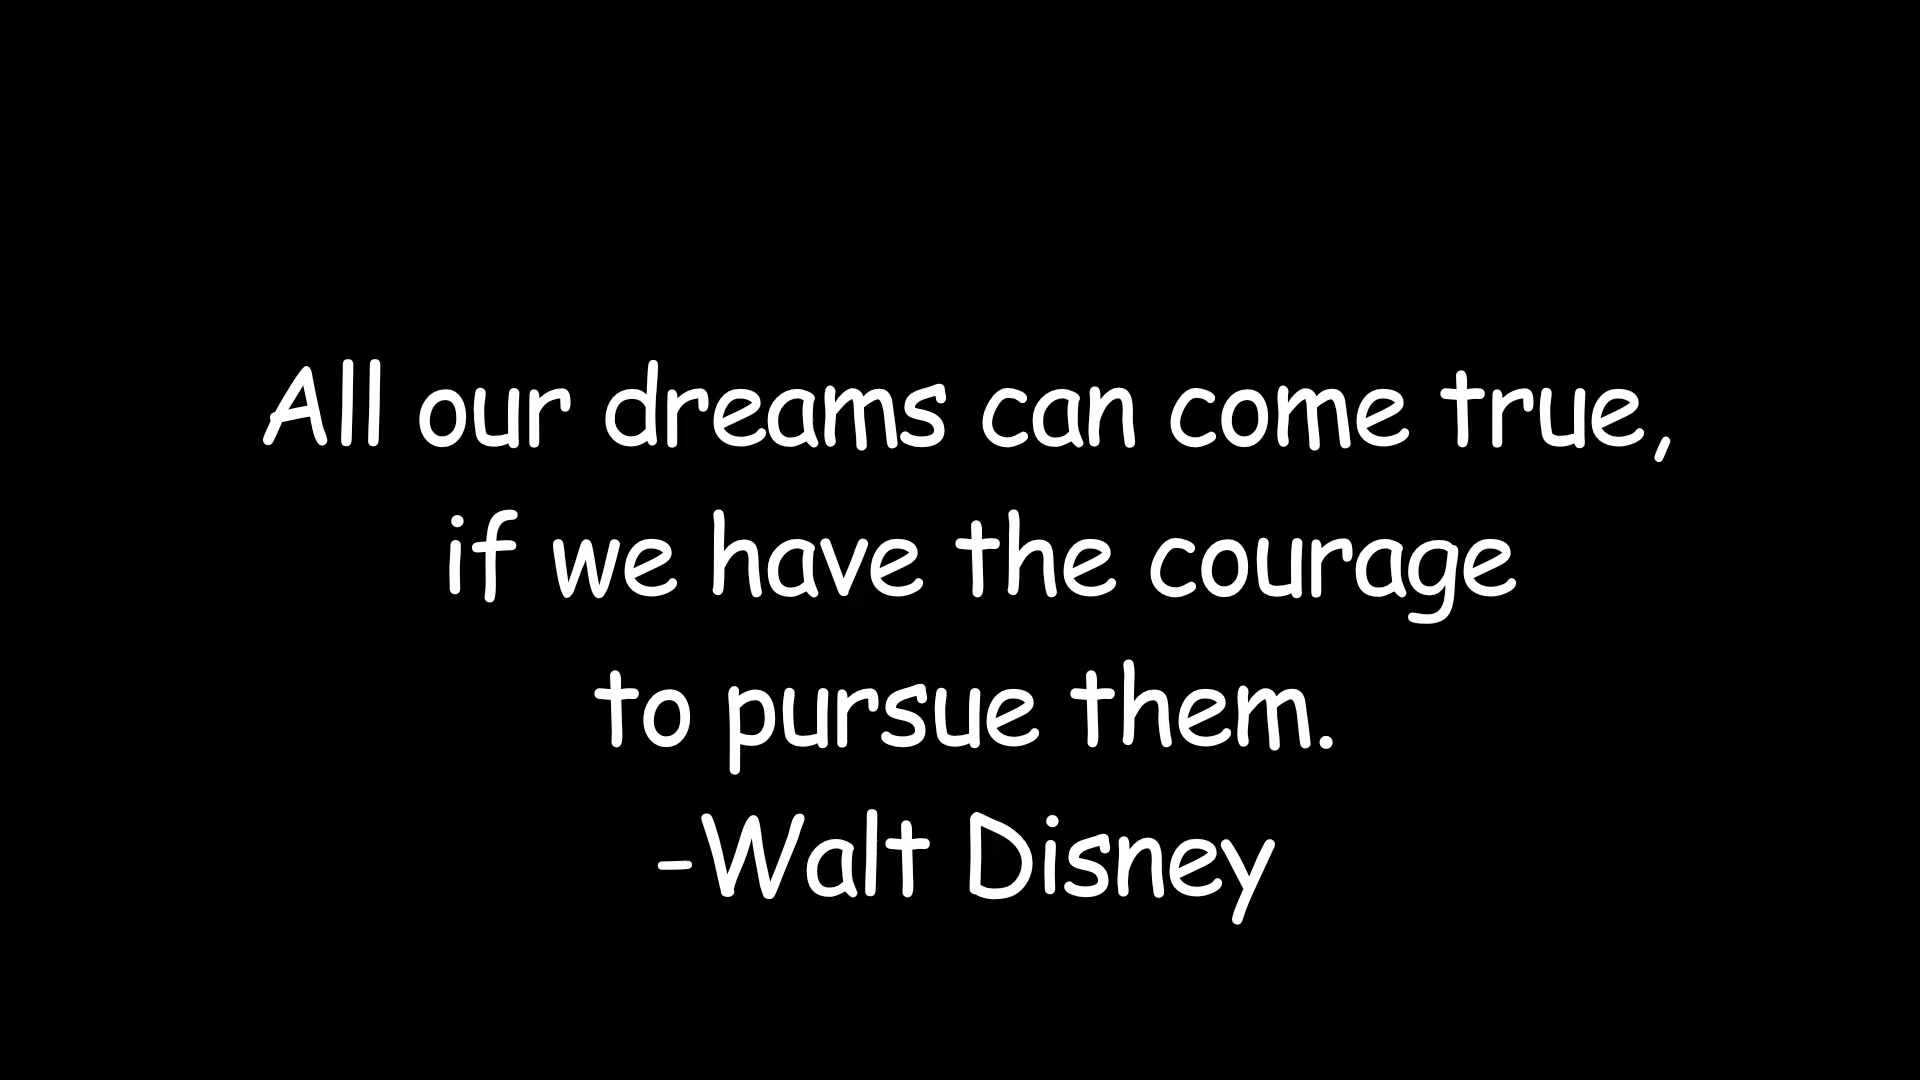 All our dreams can come true,
if we have the courage
to pursue them.
-Walt Disney